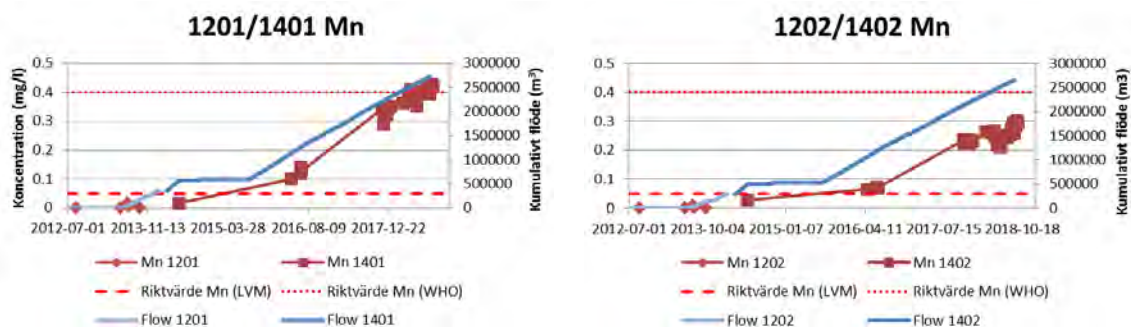 1201/1401 Mn
Koncentration (mg/l)
0.5
0.4
0.3
0.2
0.1
0
3000000
2500000
2000000
1500000
1000000
500000
0
Kumulativt flöde (m³)
2012-07-01 2013-11-13 2015-03-28 2016-08-09 2017-12-22
Mn 1201 Mn 1401
Riktvärde Mn (LVM) Riktvärde Mn (WHO)
Flow 1201 Flow 1401
1202/1402 Mn
0.5
0.4
0.3
0.2
0.1
0
3000000
2500000
2000000
1500000
1000000
500000
0
Kumulativt flöde (m3)
2012-07-01 2013-10-04 2015-01-07 2016-04-11 2017-07-15 2018-10-18
Mn 1202 Mn 1402
Riktvärde Mn (LVM) Riktvärde Mn (WHO)
Flow 1202 Flow 1402